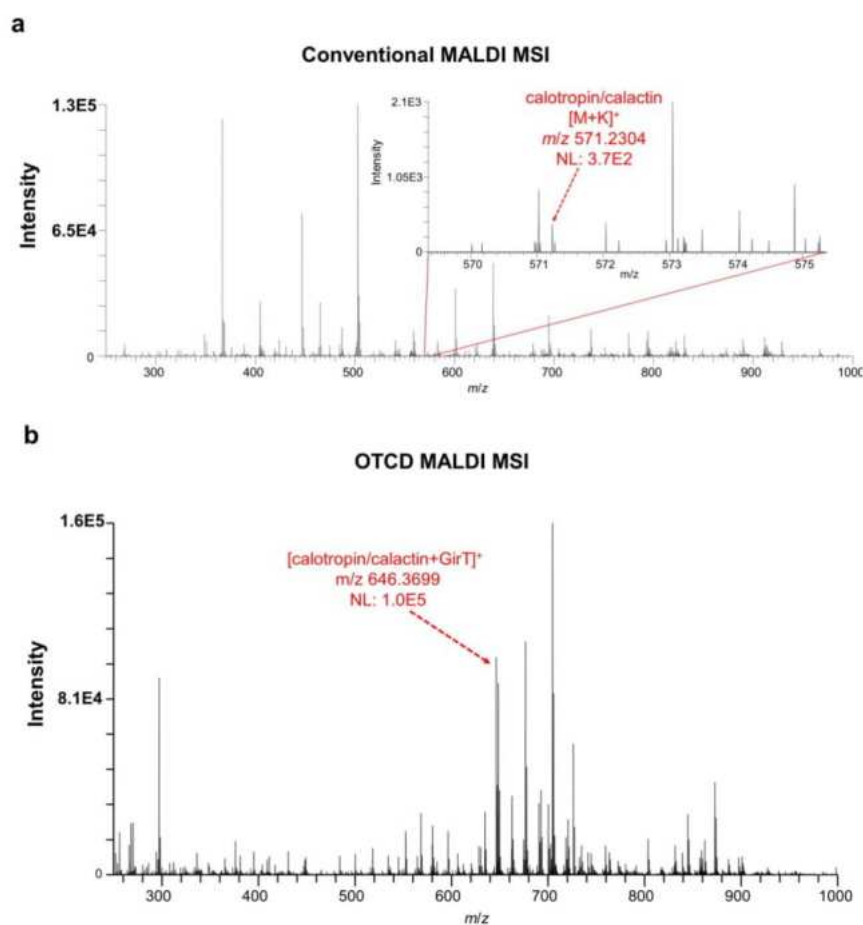 a
Conventional MALDI MSI
1.3E5
6.5E4
0
Intensity
300 400 500 600 700 800 900 1000
m/z
2.1E3
1.05E3
0
Intensity
570 571 572 573 574 575
m/z
calotropin/calactin
[M+K]⁺
m/z 571.2304
NL: 3.7E2
b
OTCD MALDI MSI
1.6E5
8.1E4
0
Intensity
[calotropin/calactin+GirT]⁺
m/z 646.3699
NL: 1.0E5
300 400 500 600 700 800 900 1000
m/z